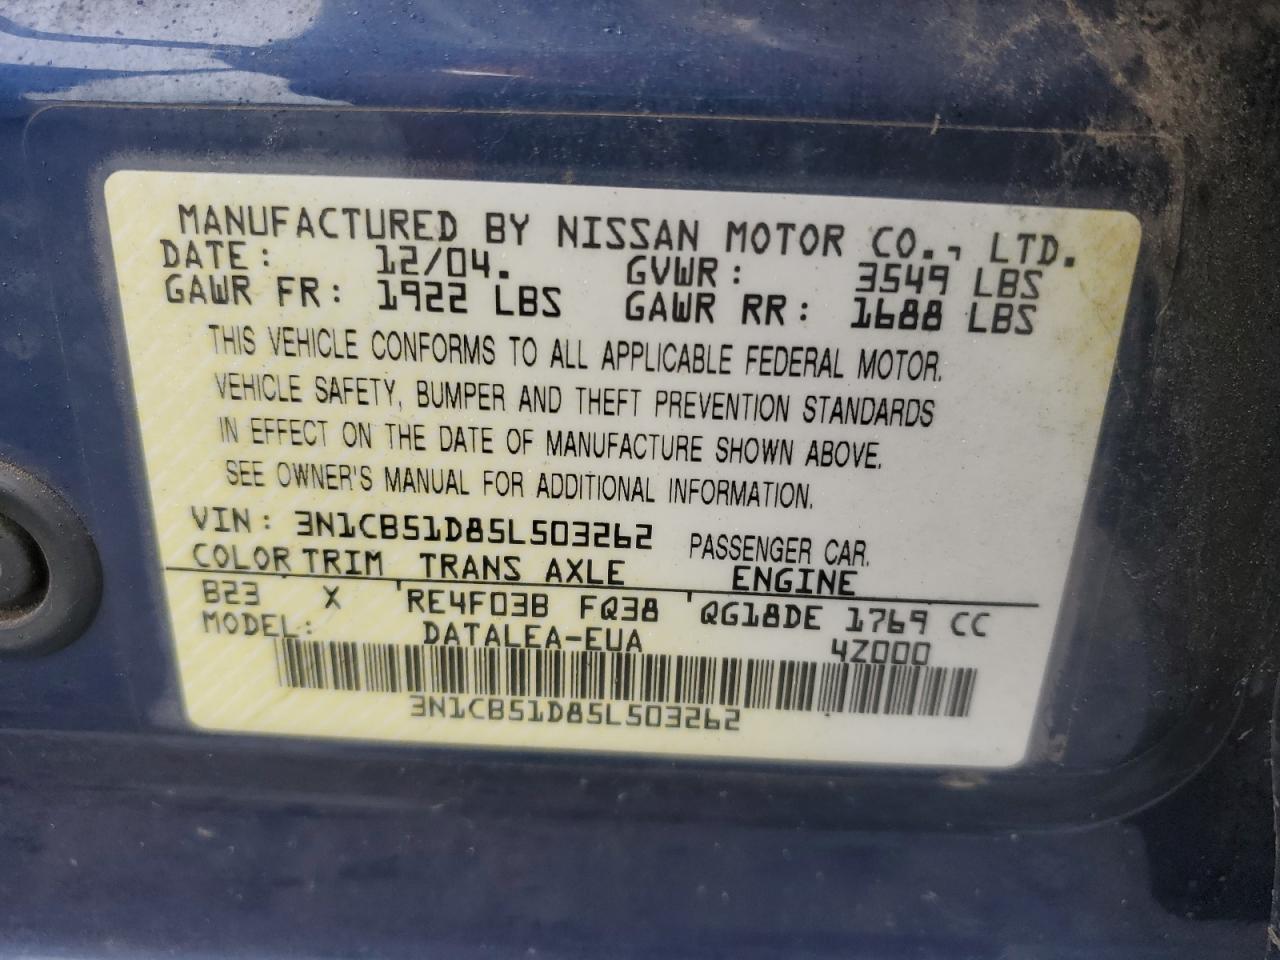 MANUFACTURED BY NISSAN MOTOR CO., LTD.
DATE: 12/04. GVWR: 3549 LBS
GAWR FR: 1922 LBS GAWR RR: 1688 LBS
THIS VEHICLE CONFORMS TO ALL APPLICABLE FEDERAL MOTOR.
VEHICLE SAFETY, BUMPER AND THEFT PREVENTION STANDARDS
IN EFFECT ON THE DATE OF MANUFACTURE SHOWN ABOVE.
SEE OWNER'S MANUAL FOR ADDITIONAL INFORMATION.
VIN: 3N1CB51D85L503262 PASSENGER CAR.
COLOR TRIM TRANS AXLE ENGINE
B23 X RE4F03B FQ38 QG18DE 1769 CC
MODEL: DATALEA-EUA 4Z000
3N1CB51D85L503262